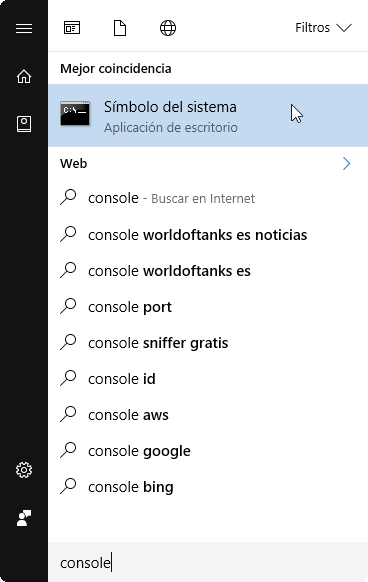 Filtros
Mejor coincidencia
C:\._
Símbolo del sistema
Aplicación de escritorio
Web
console - Buscar en Internet
console worldoftanks es noticias
console worldoftanks es
console port
console sniffer gratis
console id
console aws
console google
console bing
console